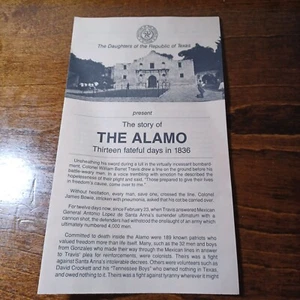 The Daughters of the Republic of Texas
present
The story of
THE ALAMO
Thirteen fateful days in 1836
Unsheathing his sword during a lull in the virtually incessant bombard-
ment, Colonel William Barret Travis drew a line on the ground before his
battle-weary men. In a voice trembling with emotion he described the
hopelessness of their plight and said, "Those prepared to give their lives
in freedom's cause, come over to me."
Without hesitation, every man, save one, crossed the line. Colonel
James Bowie, stricken with pneumonia, asked that his cot be carried over.
For twelve days now, since February 23, when Travis answered Mexican
General Antonio Lopez de Santa Anna's surrender ultimatum with a
cannon shot, the defenders had withstood the onslaught of an army which
ultimately numbered 4,000 men.
Committed to death inside the Alamo were 189 known patriots who
valued freedom more than life itself. Many, such as the 32 men and boys
from Gonzales who made their way through the Mexican lines in answer
to Travis' plea for reinforcements, were colonists. Theirs was a fight
against Santa Anna's intolerable decrees. Others were volunteers such as
David Crockett and his "Tennessee Boys" who owned nothing in Texas,
and owed nothing to it. Theirs was a fight against tyranny wherever it might